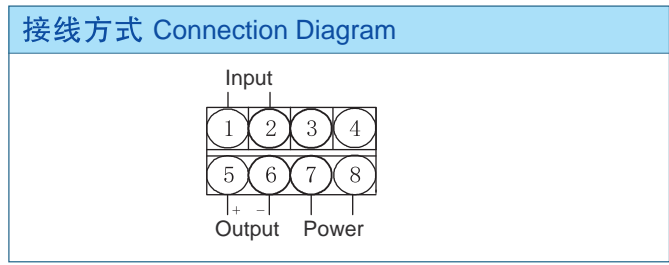 接线方式 Connection Diagram
Input
1 2 3 4
5 6 7 8
+ −
Output Power